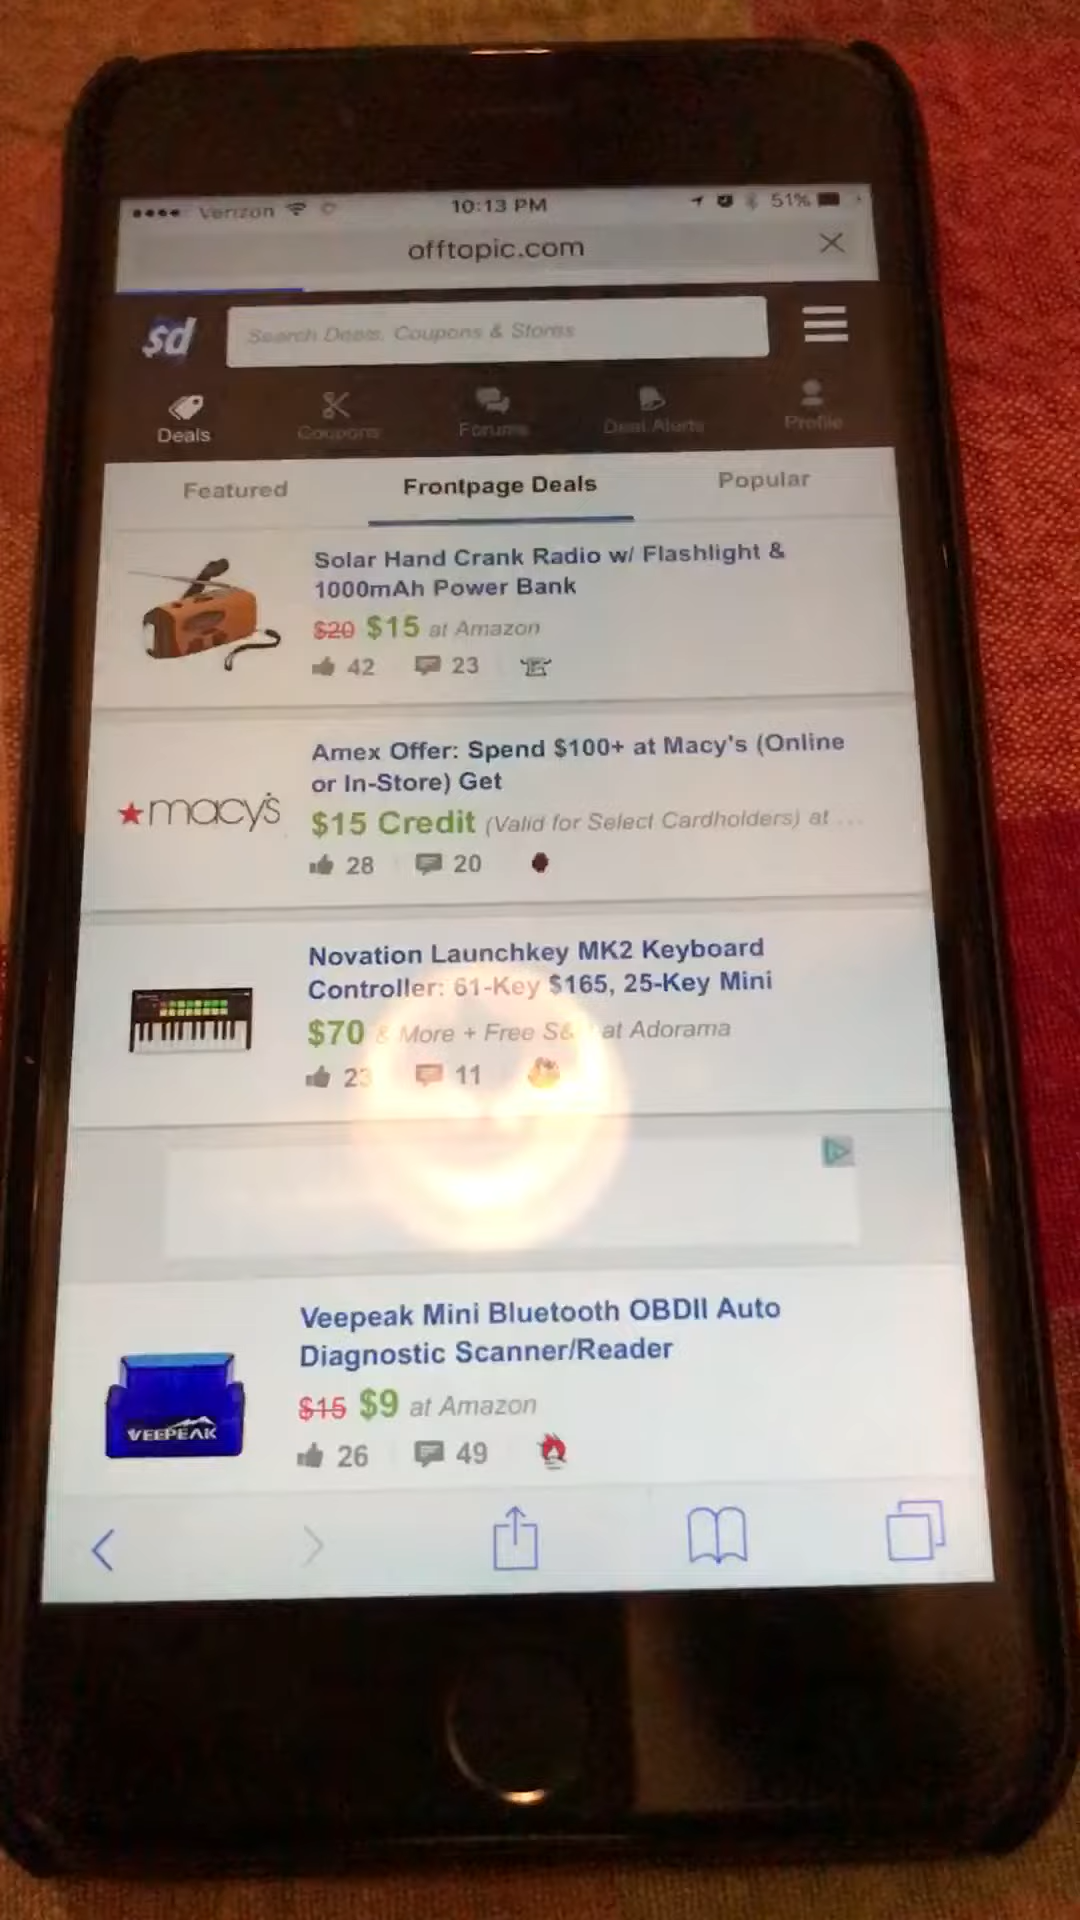 Verizon 10:13 PM 51%
offtopic.com
$d Search Deals, Coupons & Stores
Deals Coupons Forums Deal Alerts Profile
Featured Frontpage Deals Popular
Solar Hand Crank Radio w/ Flashlight &
1000mAh Power Bank
$20 $15 at Amazon
42 23
Amex Offer: Spend $100+ at Macy's (Online
or In-Store) Get
★macy's
$15 Credit (Valid for Select Cardholders) at ...
28 20
Novation Launchkey MK2 Keyboard
Controller: 61-Key $165, 25-Key Mini
$70 & More + Free S& at Adorama
23 11
Veepeak Mini Bluetooth OBDII Auto
Diagnostic Scanner/Reader
$15 $9 at Amazon
VEEPEAK
26 49